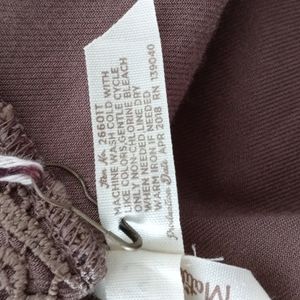 Item No. 26601T
MACHINE WASH COLD WITH
LIKE COLORS, GENTLE CYCLE
ONLY NON-CHLORINE BLEACH
WHEN NEEDED LINE DRY
WARM IRON IF NEEDED
Production Date APR 2018 RN 139040
Mat